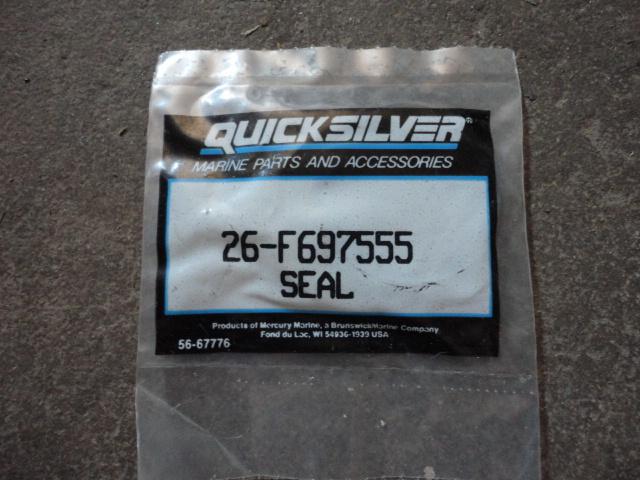 QUICKSILVER®
MARINE PARTS AND ACCESSORIES
26-F697555
SEAL
Products of Mercury Marine, a Brunswick Marine Company
Fond du Lac, WI 54936-1939 USA
56-67776